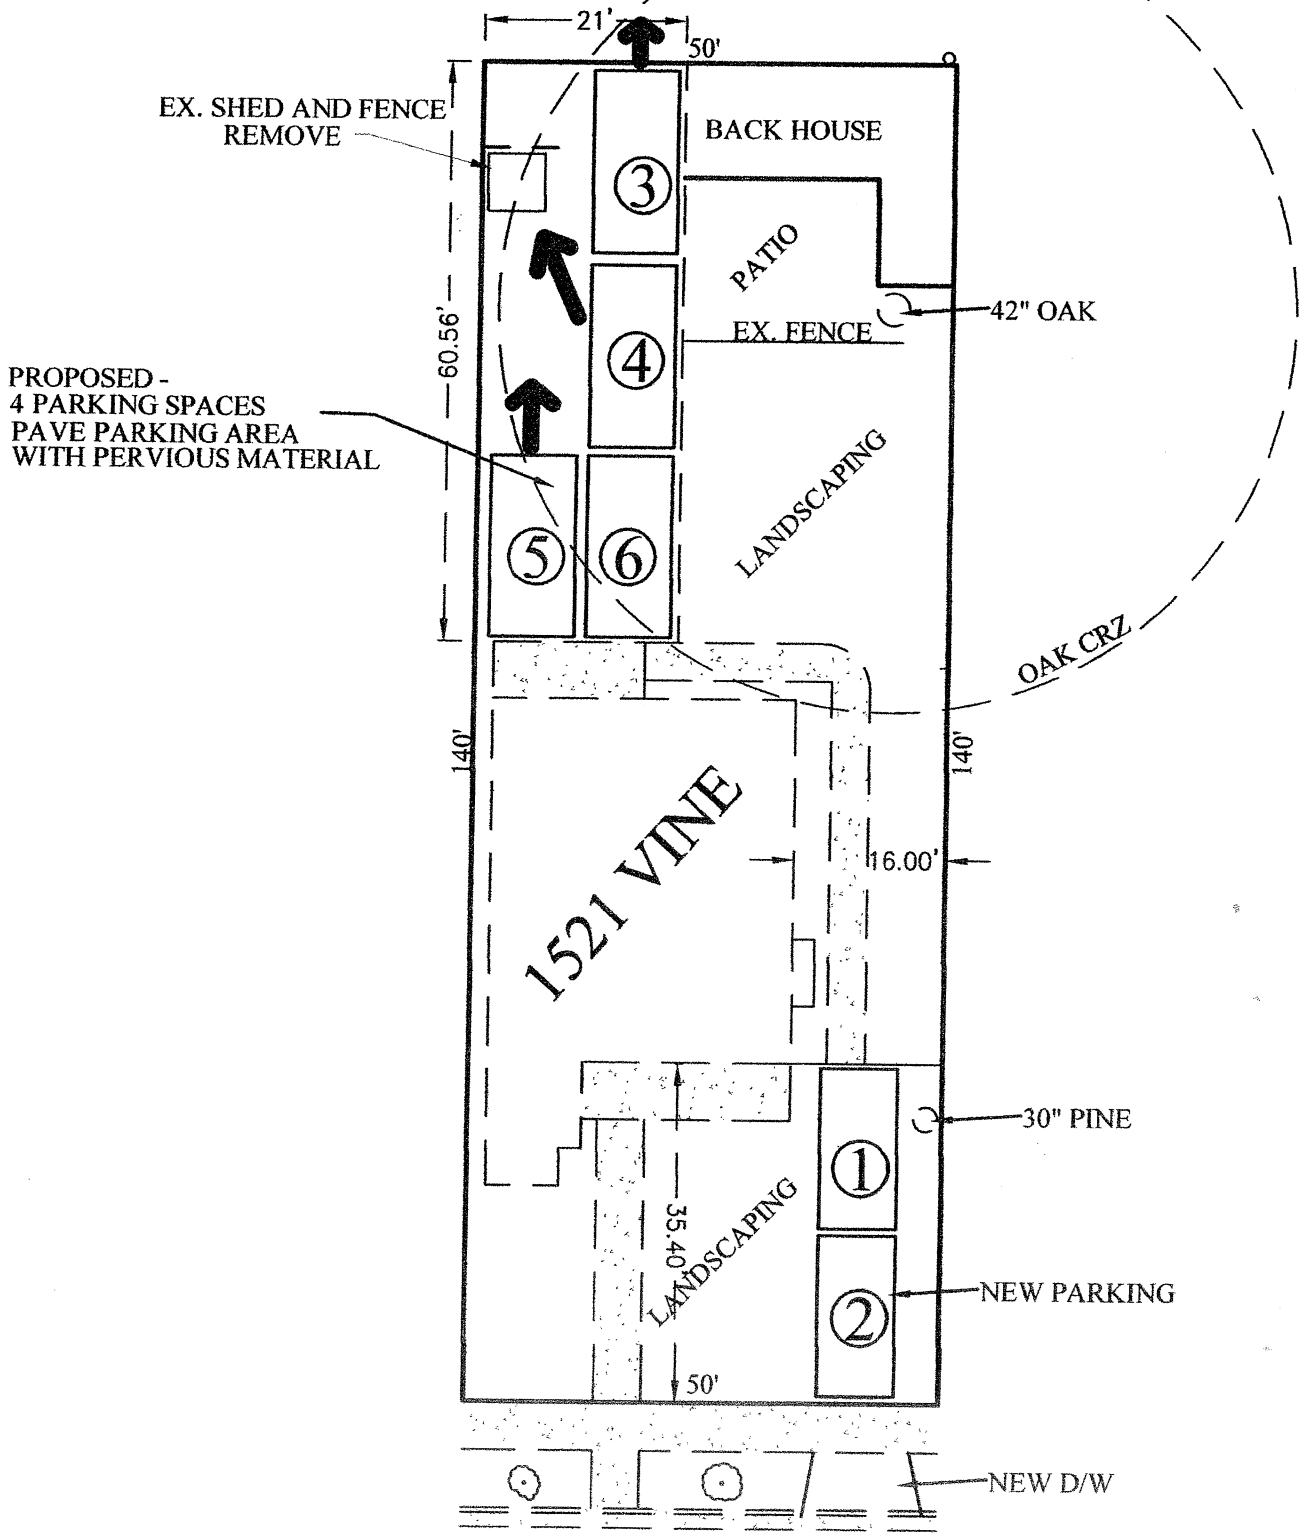 21'
50'
EX. SHED AND FENCE
REMOVE
BACK HOUSE
3
PATIO
60.56'
42" OAK
EX. FENCE
4
PROPOSED -
4 PARKING SPACES
PAVE PARKING AREA
WITH PERVIOUS MATERIAL
LANDSCAPING
5
6
OAK CRZ
140'
140'
1521 VINE
16.00'
30" PINE
1
35.40'
LANDSCAPING
2
NEW PARKING
50'
NEW D/W